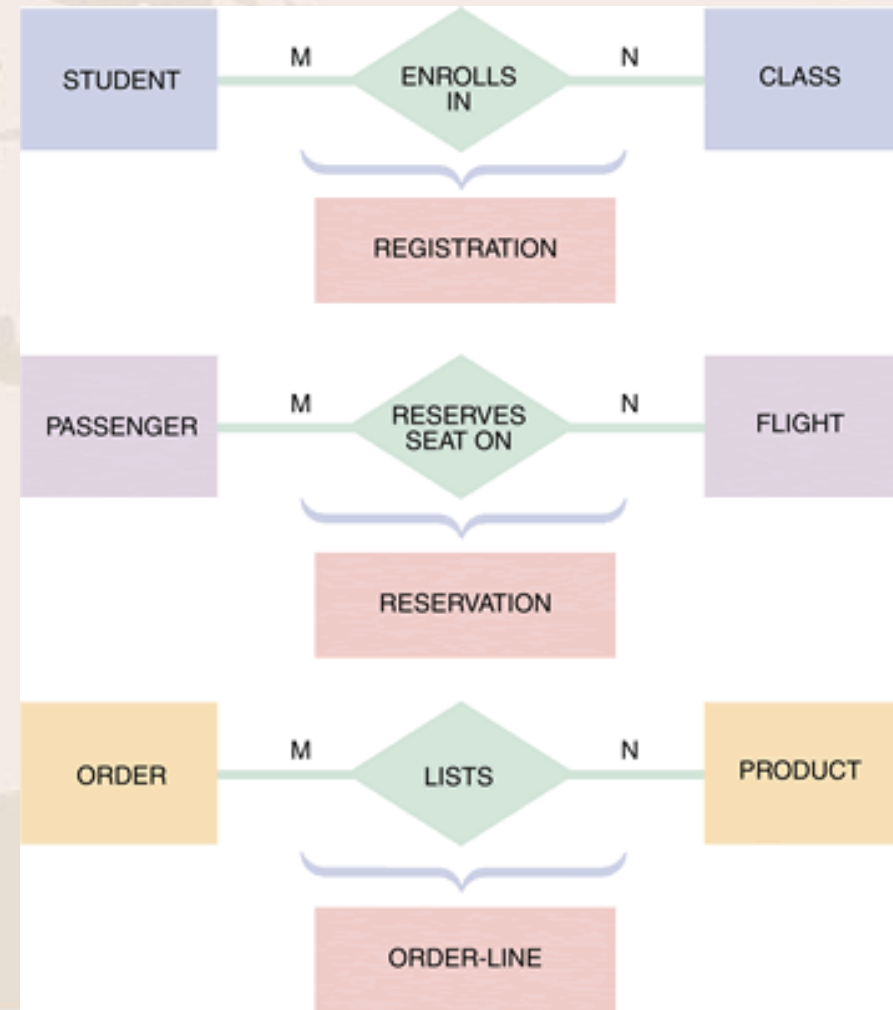 STUDENT
M
ENROLLS
IN
N
CLASS
REGISTRATION
PASSENGER
M
RESERVES
SEAT ON
N
FLIGHT
RESERVATION
ORDER
M
LISTS
N
PRODUCT
ORDER-LINE